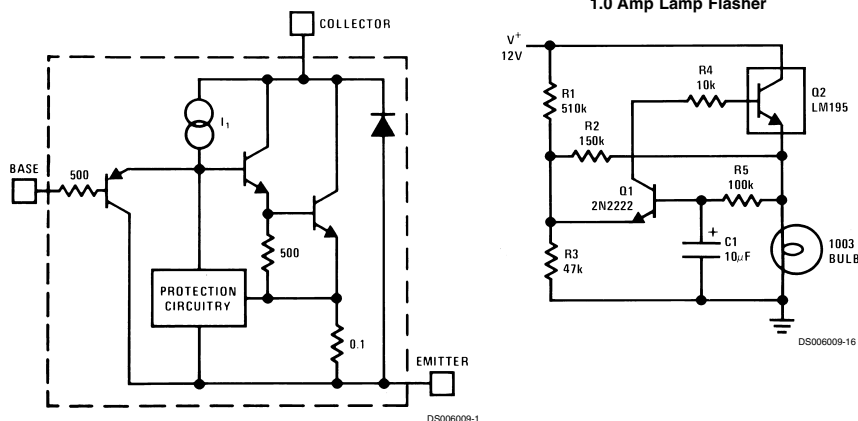 COLLECTOR
I1
BASE
500
500
PROTECTION
CIRCUITRY
0.1
EMITTER
DS006009-1
1.0 Amp Lamp Flasher
V+
12V
R1
510k
R4
10k
Q2
LM195
R2
150k
R5
100k
Q1
2N2222
R3
47k
+
C1
10μF
1003
BULB
DS006009-16